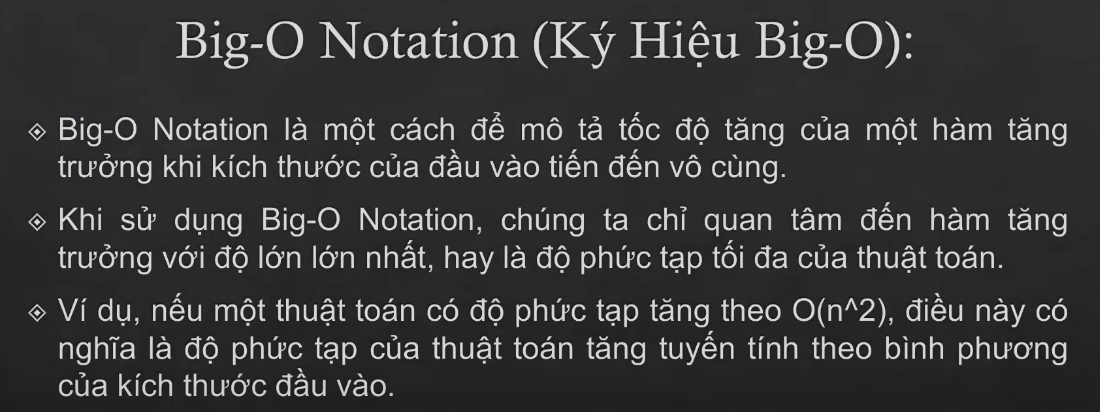 Big-O Notation (Ký Hiệu Big-O):
Big-O Notation là một cách để mô tả tốc độ tăng của một hàm tăng
trưởng khi kích thước của đầu vào tiến đến vô cùng.
Khi sử dụng Big-O Notation, chúng ta chỉ quan tâm đến hàm tăng
trưởng với độ lớn lớn nhất, hay là độ phức tạp tối đa của thuật toán.
Ví dụ, nếu một thuật toán có độ phức tạp tăng theo O(n^2), điều này có
nghĩa là độ phức tạp của thuật toán tăng tuyến tính theo bình phương
của kích thước đầu vào.